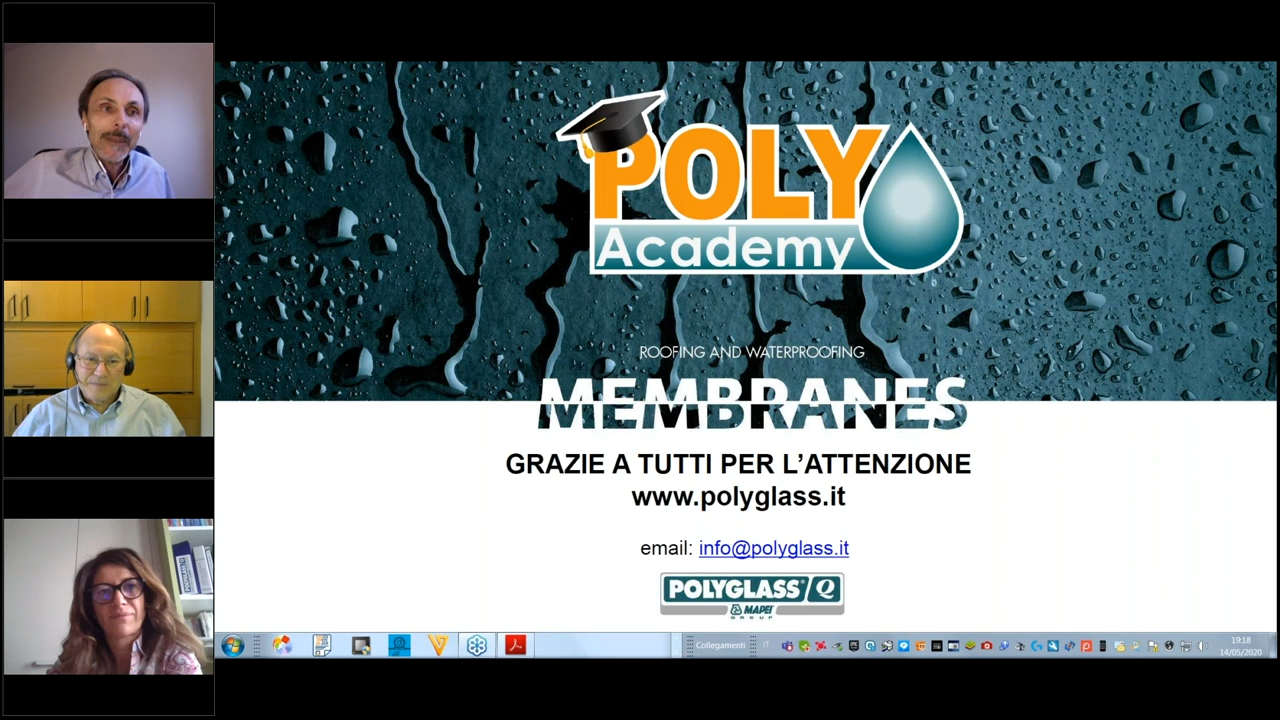 POLY
Academy
ROOFING AND WATERPROOFING
MEMBRANES
GRAZIE A TUTTI PER L'ATTENZIONE
www.polyglass.it
email: info@polyglass.it
POLYGLASS® Q
MAPEI
GROUP
Collegamenti
IT
19:18
14/05/2020